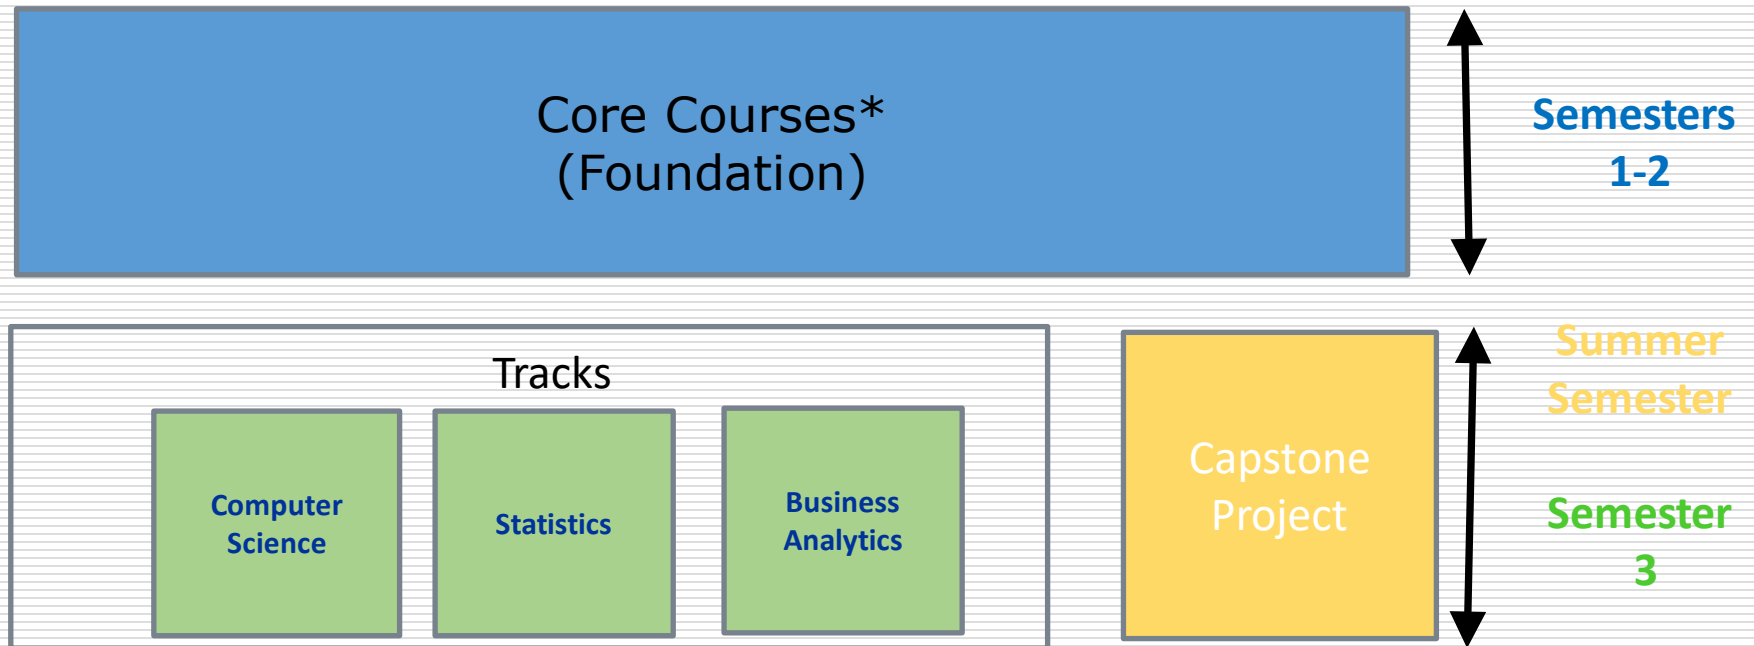 Core Courses*
(Foundation)
Semesters
1-2
Tracks
Computer
Science
Statistics
Business
Analytics
Capstone
Project
Summer
Semester
Semester
3